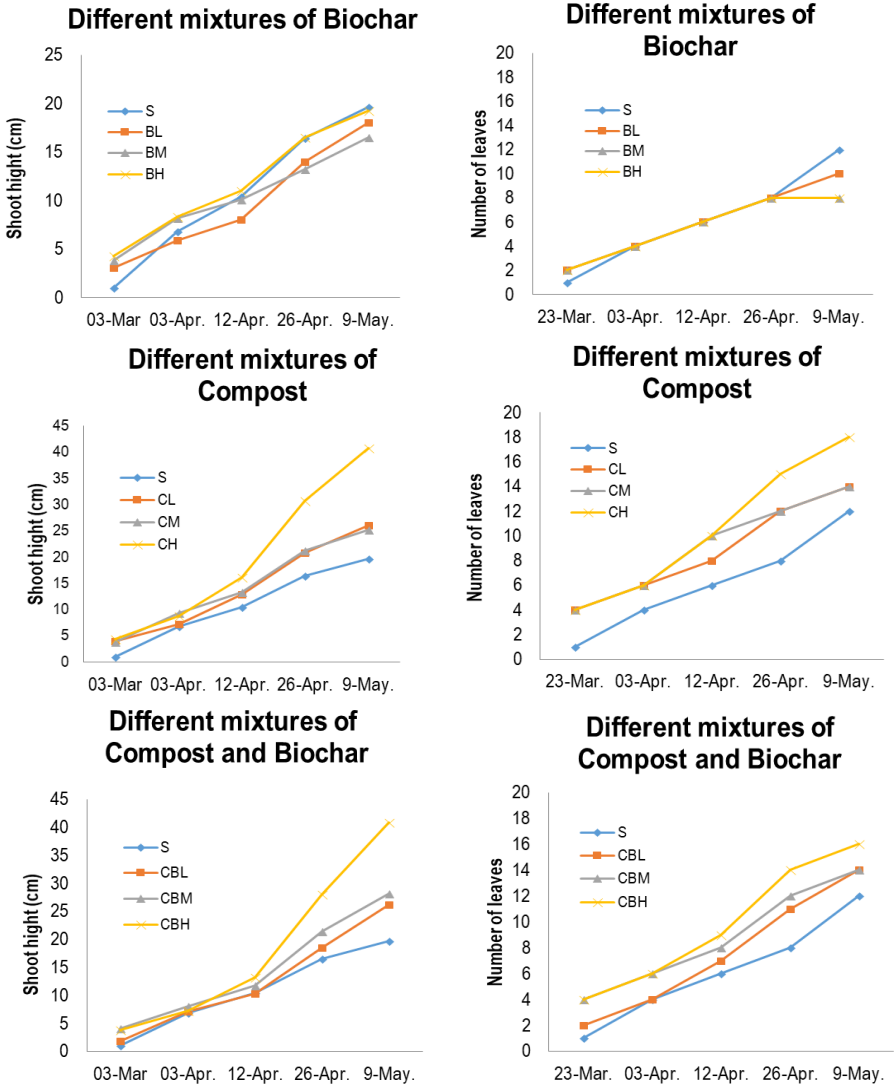 Different mixtures of Biochar
Shoot hight (cm)
25
20
15
10
5
0
S
BL
BM
BH
03-Mar 03-Apr. 12-Apr. 26-Apr. 9-May.
Different mixtures of
Biochar
Number of leaves
20
18
16
14
12
10
8
6
4
2
0
S
BL
BM
BH
23-Mar. 03-Apr. 12-Apr. 26-Apr. 9-May.
Different mixtures of
Compost
Shoot hight (cm)
45
40
35
30
25
20
15
10
5
0
S
CL
CM
CH
03-Mar 03-Apr. 12-Apr. 26-Apr. 9-May.
Different mixtures of
Compost
Number of leaves
20
18
16
14
12
10
8
6
4
2
0
S
CL
CM
CH
23-Mar. 03-Apr. 12-Apr. 26-Apr. 9-May.
Different mixtures of
Compost and Biochar
Shoot hight (cm)
45
40
35
30
25
20
15
10
5
0
S
CBL
CBM
CBH
03-Mar 03-Apr. 12-Apr. 26-Apr. 9-May.
Different mixtures of
Compost and Biochar
Number of leaves
20
18
16
14
12
10
8
6
4
2
0
S
CBL
CBM
CBH
23-Mar. 03-Apr. 12-Apr. 26-Apr. 9-May.